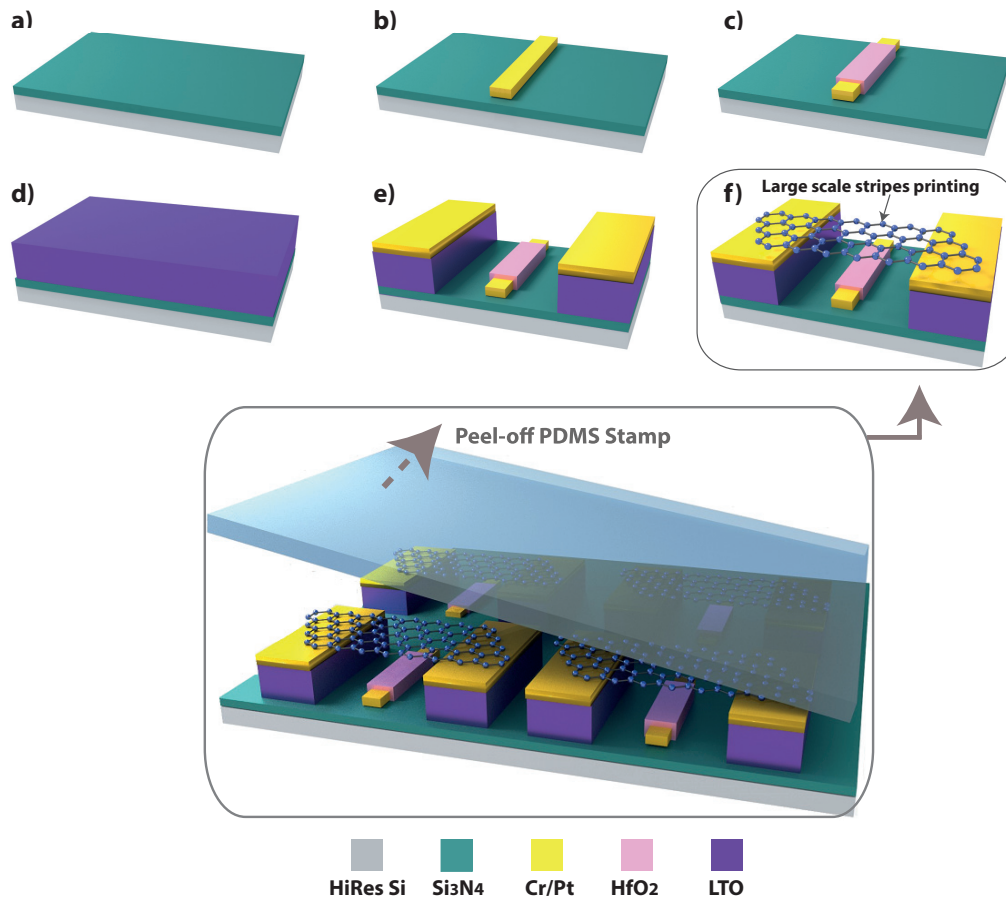 a)
b)
c)
d)
e)
f)
Large scale stripes printing
Peel-off PDMS Stamp
HiRes Si
Si3N4
Cr/Pt
HfO2
LTO